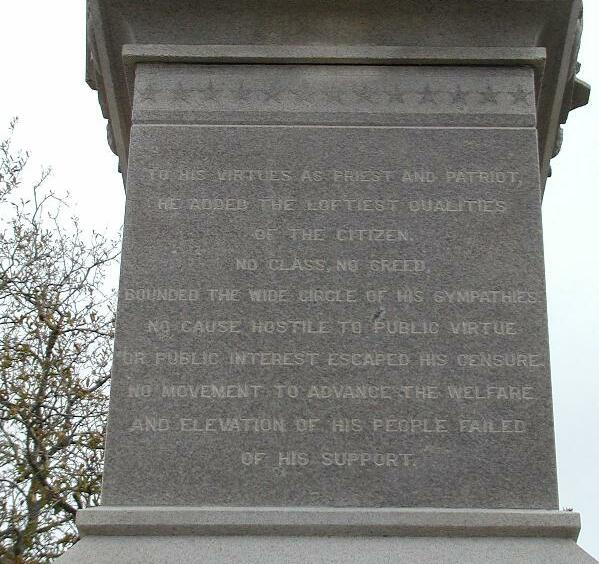 TO HIS VIRTUES AS PRIEST AND PATRIOT,
HE ADDED THE LOFTIEST QUALITIES
OF THE CITIZEN.
NO CLASS, NO CREED,
BOUNDED THE WIDE CIRCLE OF HIS SYMPATHIES
NO CAUSE HOSTILE TO PUBLIC VIRTUE
OR PUBLIC INTEREST ESCAPED HIS CENSURE
NO MOVEMENT TO ADVANCE THE WELFARE
AND ELEVATION OF HIS PEOPLE FAILED
OF HIS SUPPORT.